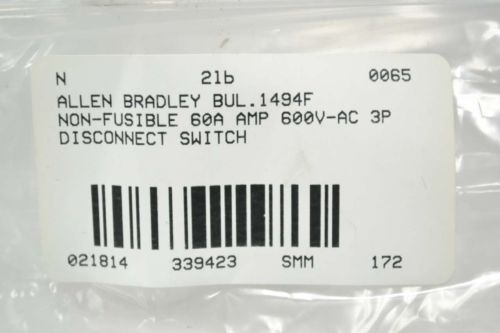 N 21b 0065
ALLEN BRADLEY BUL.1494F
NON-FUSIBLE 60A AMP 600V-AC 3P
DISCONNECT SWITCH
021814 339423 SMM 172